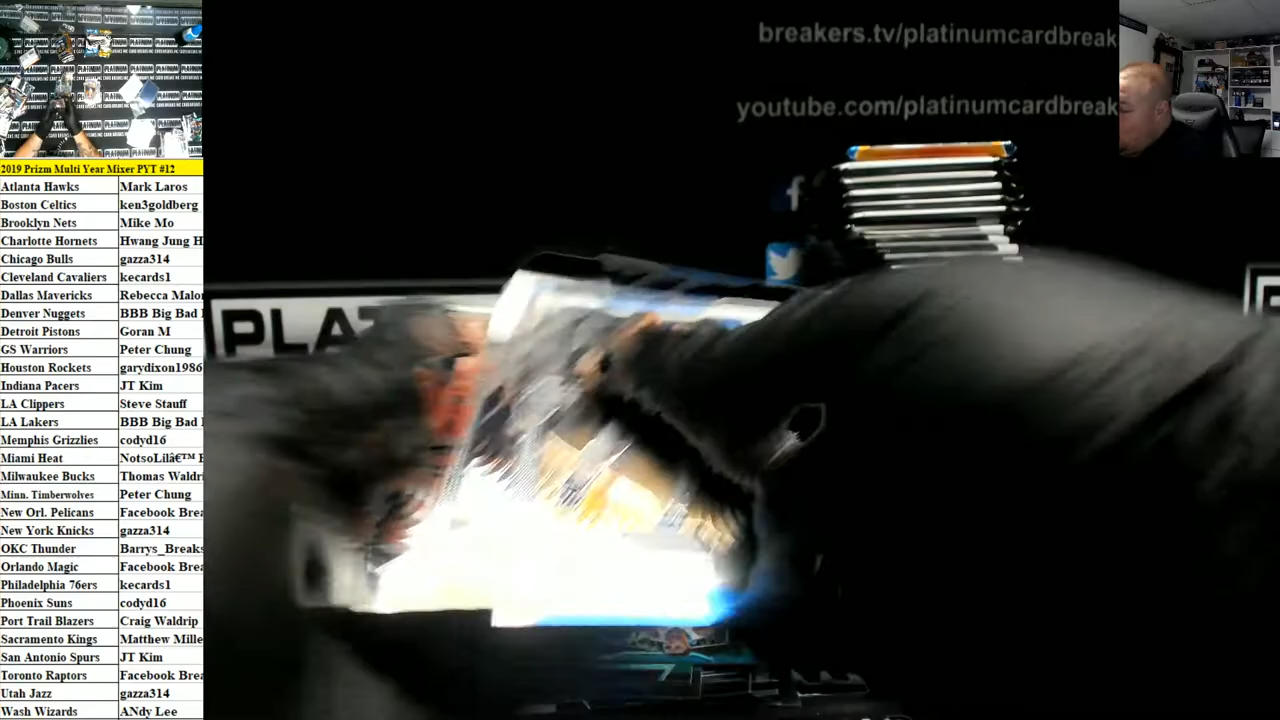 breakers.tv/platinumcardbreak
youtube.com/platinumcardbreak
2019 Prizm Multi Year Mixer PYT #12
Atlanta Hawks Mark Laros
Boston Celtics ken3goldberg
Brooklyn Nets Mike Mo
Charlotte Hornets Hwang Jung H
Chicago Bulls gazza314
Cleveland Cavaliers kecards1
Dallas Mavericks Rebecca Malo
Denver Nuggets BBB Big Bad
Detroit Pistons Goran M
GS Warriors Peter Chung
Houston Rockets garydixon1986
Indiana Pacers JT Kim
LA Clippers Steve Stauff
LA Lakers BBB Big Bad
Memphis Grizzlies codyd16
Miami Heat NotsoLilâ€™
Milwaukee Bucks Thomas Waldri
Minn. Timberwolves Peter Chung
New Orl. Pelicans Facebook Brea
New York Knicks gazza314
OKC Thunder Barrys_Breaks
Orlando Magic Facebook Brea
Philadelphia 76ers kecards1
Phoenix Suns codyd16
Port Trail Blazers Craig Waldrip
Sacramento Kings Matthew Mille
San Antonio Spurs JT Kim
Toronto Raptors Facebook Brea
Utah Jazz gazza314
Wash Wizards ANdy Lee
PLAT